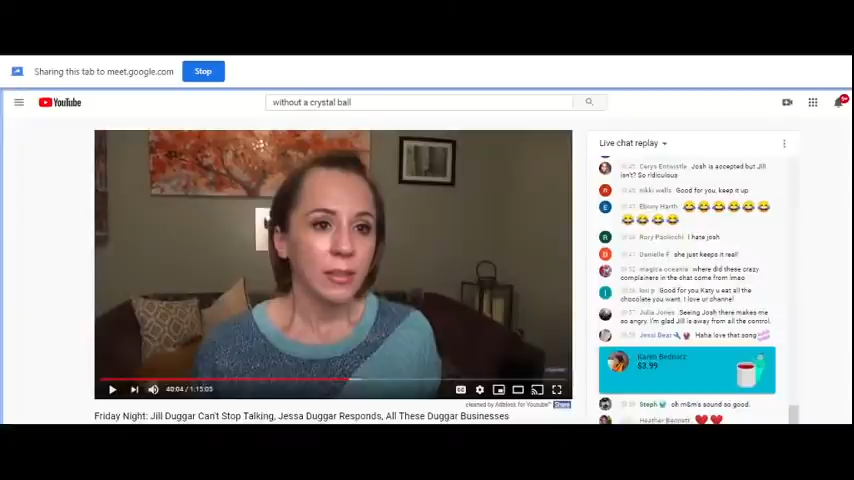 Sharing this tab to meet.google.com Stop
YouTube
without a crystal ball
9+
Live chat replay
Cerys Entwistle Josh is accepted but Jill
isn't? So ridiculous
nikki wells Good for you, keep it up
Ebony Harth
Rory Paolicchi I hate josh
Danielle F she just keeps it real!
magica oceanra where did these crazy
complainers in the chat come from lmao
lori p Good for you Katy u eat all the
chocolate you want. I love ur channel
Julia Jones Seeing Josh there makes me
so angry. I'm glad Jill is away from all the control.
Jessi Bear Haha love that song
Karen Bednarz
$3.99
Steph oh m&m's sound so good.
Heather Bennett
40:04 / 1:15:05
cleaned by Adblock for Youtube™ Share
Friday Night: Jill Duggar Can't Stop Talking, Jessa Duggar Responds, All These Duggar Businesses